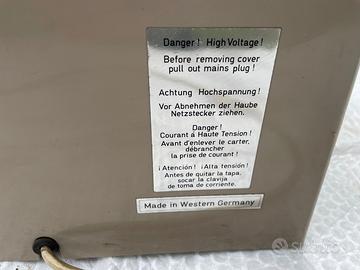 Danger! High Voltage!
Before removing cover
pull out mains plug!
Achtung Hochspannung!
Vor Abnehmen der Haube
Netzstecker ziehen.
Danger!
Courant à Haute Tension!
Avant d'enlever le carter,
débrancher
la prise de courant!
¡Atención! ¡Alta tensión!
Antes de quitar la tapa,
socar la clavija
de toma de corriente.
Made in Western Germany
subito